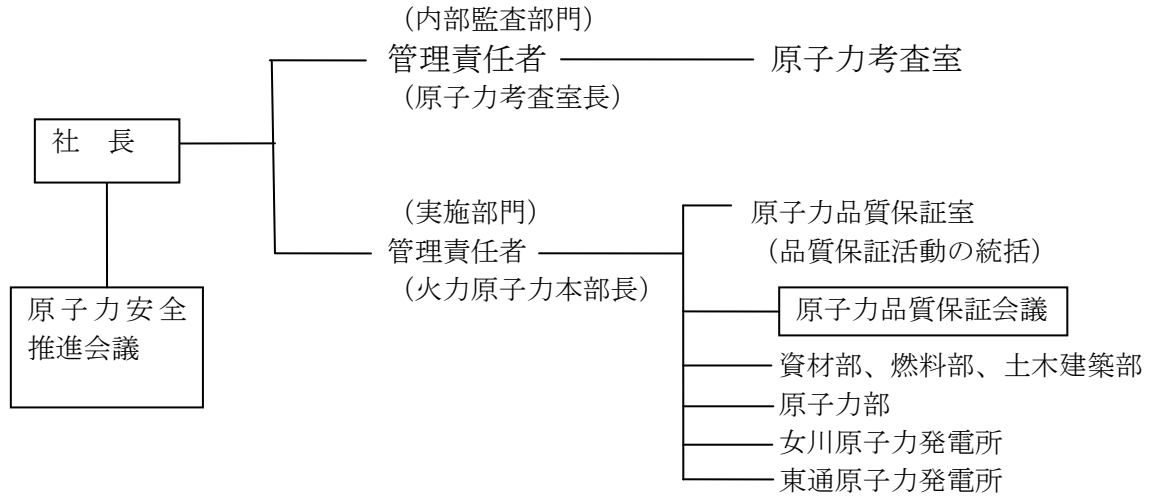 （内部監査部門）
管理責任者
（原子力考査室長）
原子力考査室
社　長
原子力安全
推進会議
（実施部門）
管理責任者
（火力原子力本部長）
原子力品質保証室
（品質保証活動の統括）
原子力品質保証会議
資材部、燃料部、土木建築部
原子力部
女川原子力発電所
東通原子力発電所